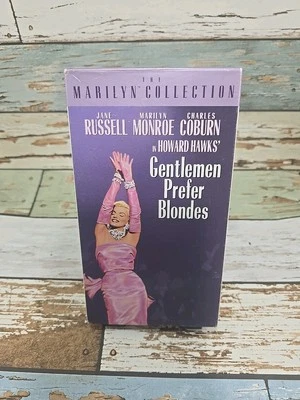 THE
MARILYN COLLECTION
JANE MARILYN CHARLES
RUSSELL MONROE COBURN
IN HOWARD HAWKS'
Gentlemen
Prefer
Blondes